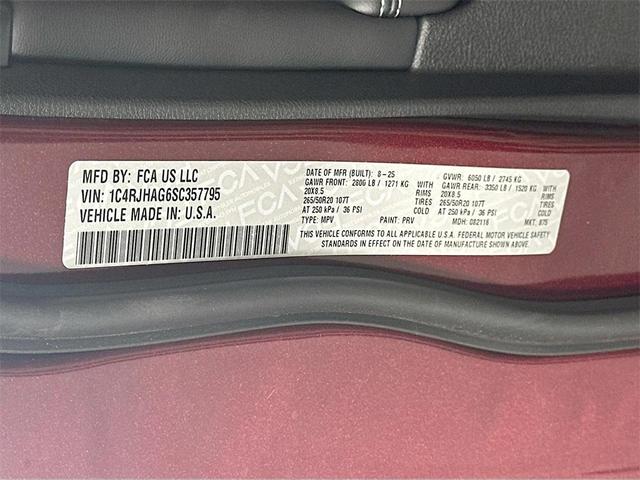 MFD BY: FCA US LLC
VIN: 1C4RJHAG6SC357795
VEHICLE MADE IN: U.S.A.
DATE OF MFR (BUILT): 8-25 GVWR: 6050 LB / 2745 KG
GAWR FRONT: 2800 LB / 1271 KG WITH GAWR REAR: 3350 LB / 1520 KG WITH
20X8.5 RIMS 20X8.5 RIMS
265/50R20 107T TIRES 265/50R20 107T TIRES
AT 250 kPa / 36 PSI COLD AT 250 kPa / 36 PSI COLD
TYPE: MPV PAINT: PRV MDH: 082116 MKT: 875
THIS VEHICLE CONFORMS TO ALL APPLICABLE U.S.A. FEDERAL MOTOR VEHICLE SAFETY
STANDARDS IN EFFECT ON THE DATE OF MANUFACTURE SHOWN ABOVE.